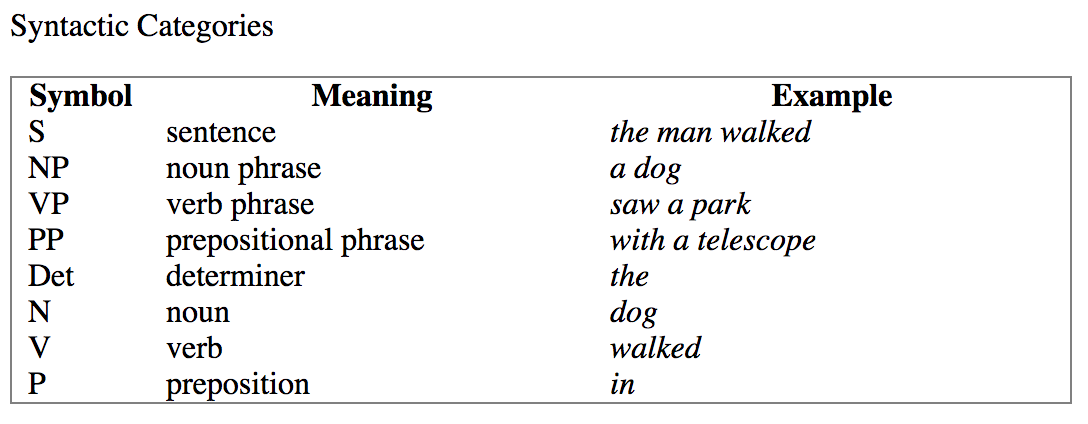 Syntactic Categories
Symbol Meaning Example
S sentence the man walked
NP noun phrase a dog
VP verb phrase saw a park
PP prepositional phrase with a telescope
Det determiner the
N noun dog
V verb walked
P preposition in